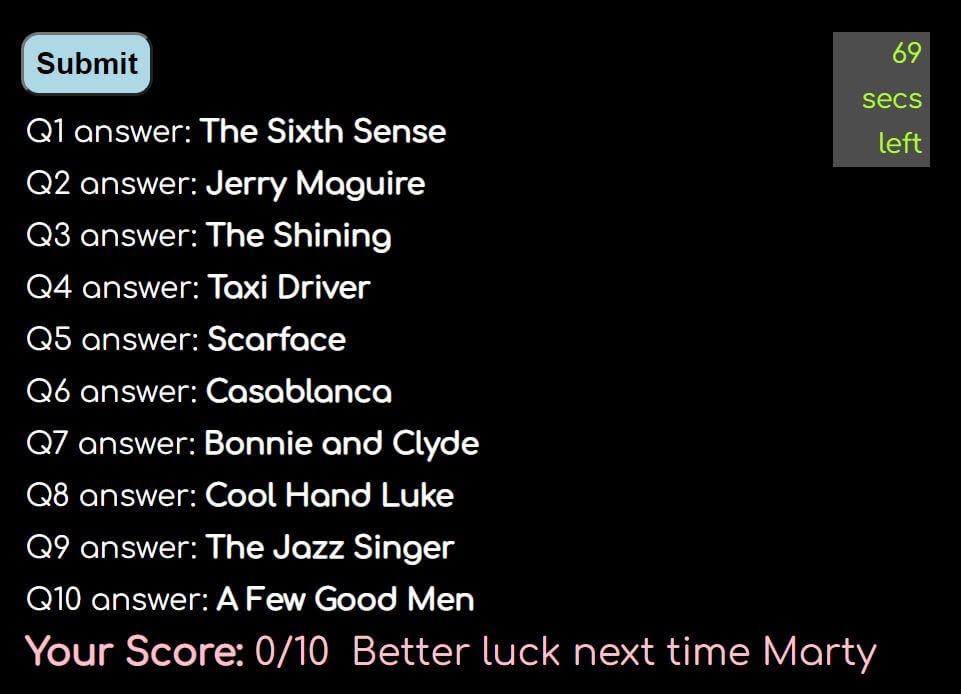 Submit
69
secs
left
Q1 answer: The Sixth Sense
Q2 answer: Jerry Maguire
Q3 answer: The Shining
Q4 answer: Taxi Driver
Q5 answer: Scarface
Q6 answer: Casablanca
Q7 answer: Bonnie and Clyde
Q8 answer: Cool Hand Luke
Q9 answer: The Jazz Singer
Q10 answer: A Few Good Men
Your Score: 0/10 Better luck next time Marty